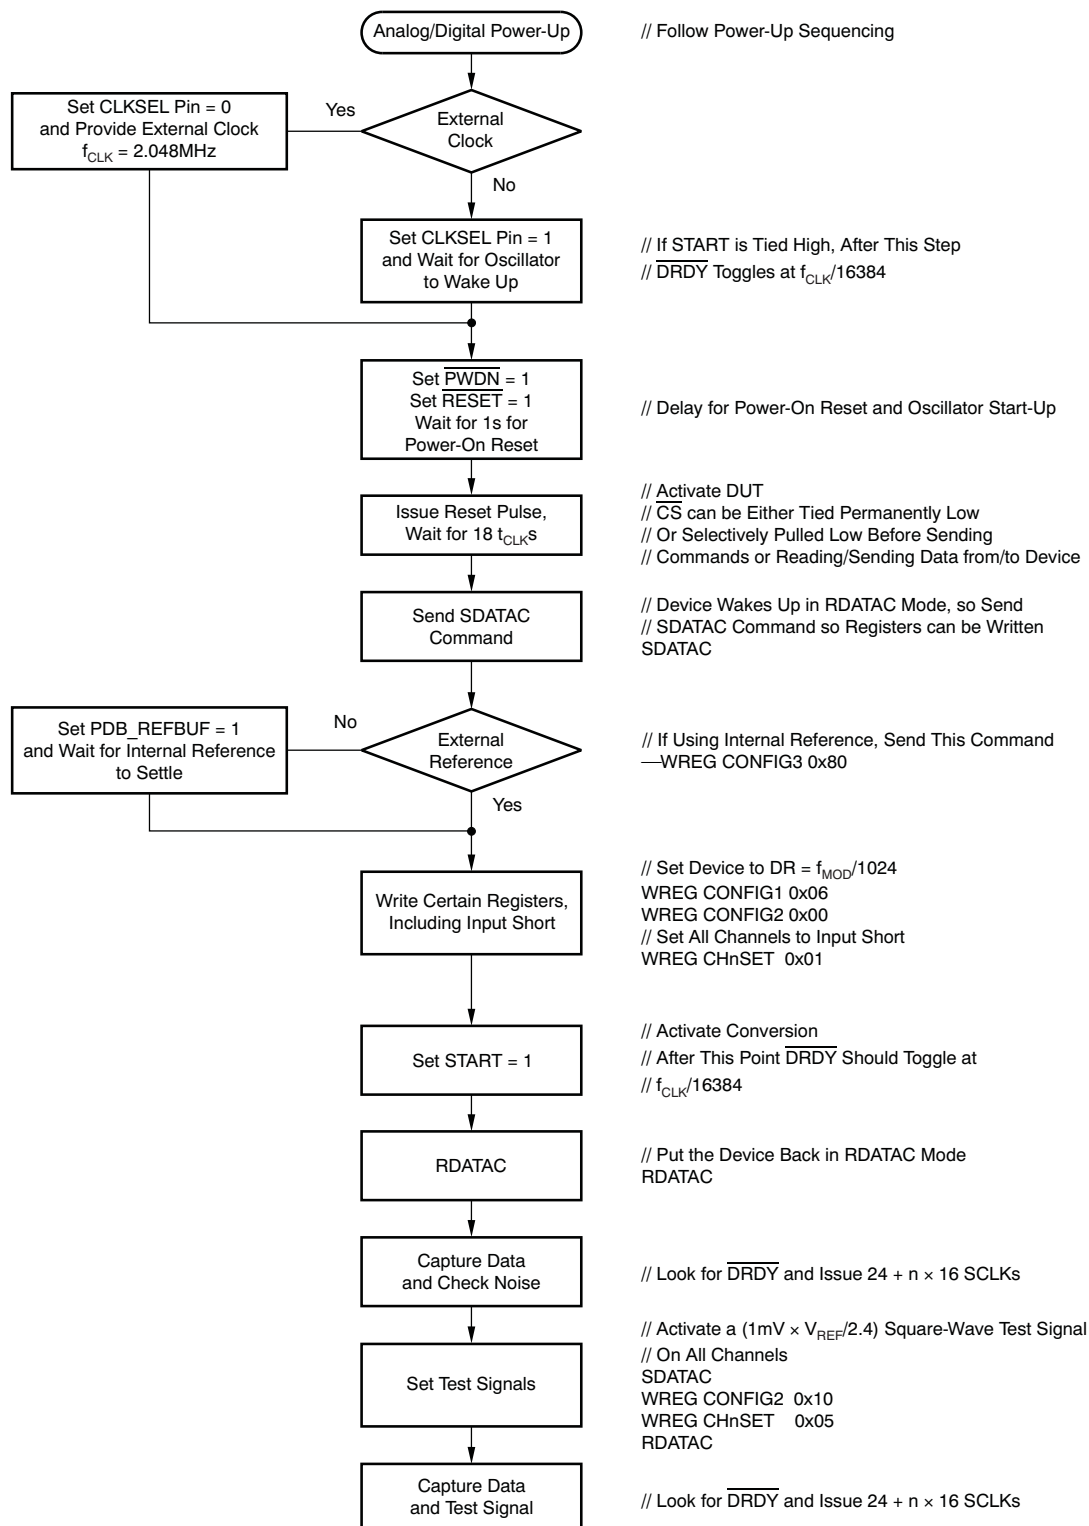 Analog/Digital Power-Up
// Follow Power-Up Sequencing
Set CLKSEL Pin = 0
and Provide External Clock
fCLK = 2.048MHz
Yes
External
Clock
No
Set CLKSEL Pin = 1
and Wait for Oscillator
to Wake Up
// If START is Tied High, After This Step
// DRDY Toggles at fCLK/16384
Set PWDN = 1
Set RESET = 1
Wait for 1s for
Power-On Reset
// Delay for Power-On Reset and Oscillator Start-Up
Issue Reset Pulse,
Wait for 18 tCLKs
// Activate DUT
// CS can be Either Tied Permanently Low
// Or Selectively Pulled Low Before Sending
// Commands or Reading/Sending Data from/to Device
Send SDATAC
Command
// Device Wakes Up in RDATAC Mode, so Send
// SDATAC Command so Registers can be Written
SDATAC
Set PDB_REFBUF = 1
and Wait for Internal Reference
to Settle
No
External
Reference
Yes
// If Using Internal Reference, Send This Command
—WREG CONFIG3 0x80
Write Certain Registers,
Including Input Short
// Set Device to DR = fMOD/1024
WREG CONFIG1 0x06
WREG CONFIG2 0x00
// Set All Channels to Input Short
WREG CHnSET 0x01
Set START = 1
// Activate Conversion
// After This Point DRDY Should Toggle at
// fCLK/16384
RDATAC
// Put the Device Back in RDATAC Mode
RDATAC
Capture Data
and Check Noise
// Look for DRDY and Issue 24 + n × 16 SCLKs
Set Test Signals
// Activate a (1mV × VREF/2.4) Square-Wave Test Signal
// On All Channels
SDATAC
WREG CONFIG2 0x10
WREG CHnSET 0x05
RDATAC
Capture Data
and Test Signal
// Look for DRDY and Issue 24 + n × 16 SCLKs